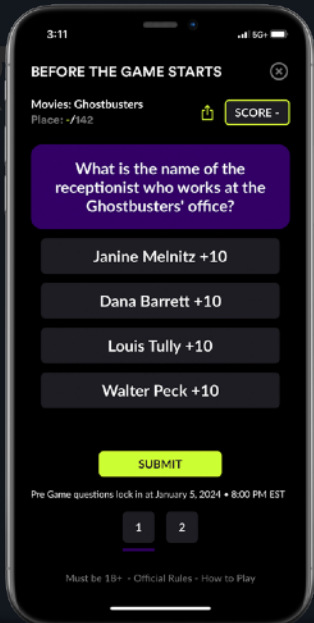 3:11
5G+
BEFORE THE GAME STARTS
Movies: Ghostbusters
Place: -/142
SCORE -
What is the name of the
receptionist who works at the
Ghostbusters' office?
Janine Melnitz +10
Dana Barrett +10
Louis Tully +10
Walter Peck +10
SUBMIT
Pre Game questions lock in at January 5, 2024 • 8:00 PM EST
1 2
Must be 18+ - Official Rules - How to Play